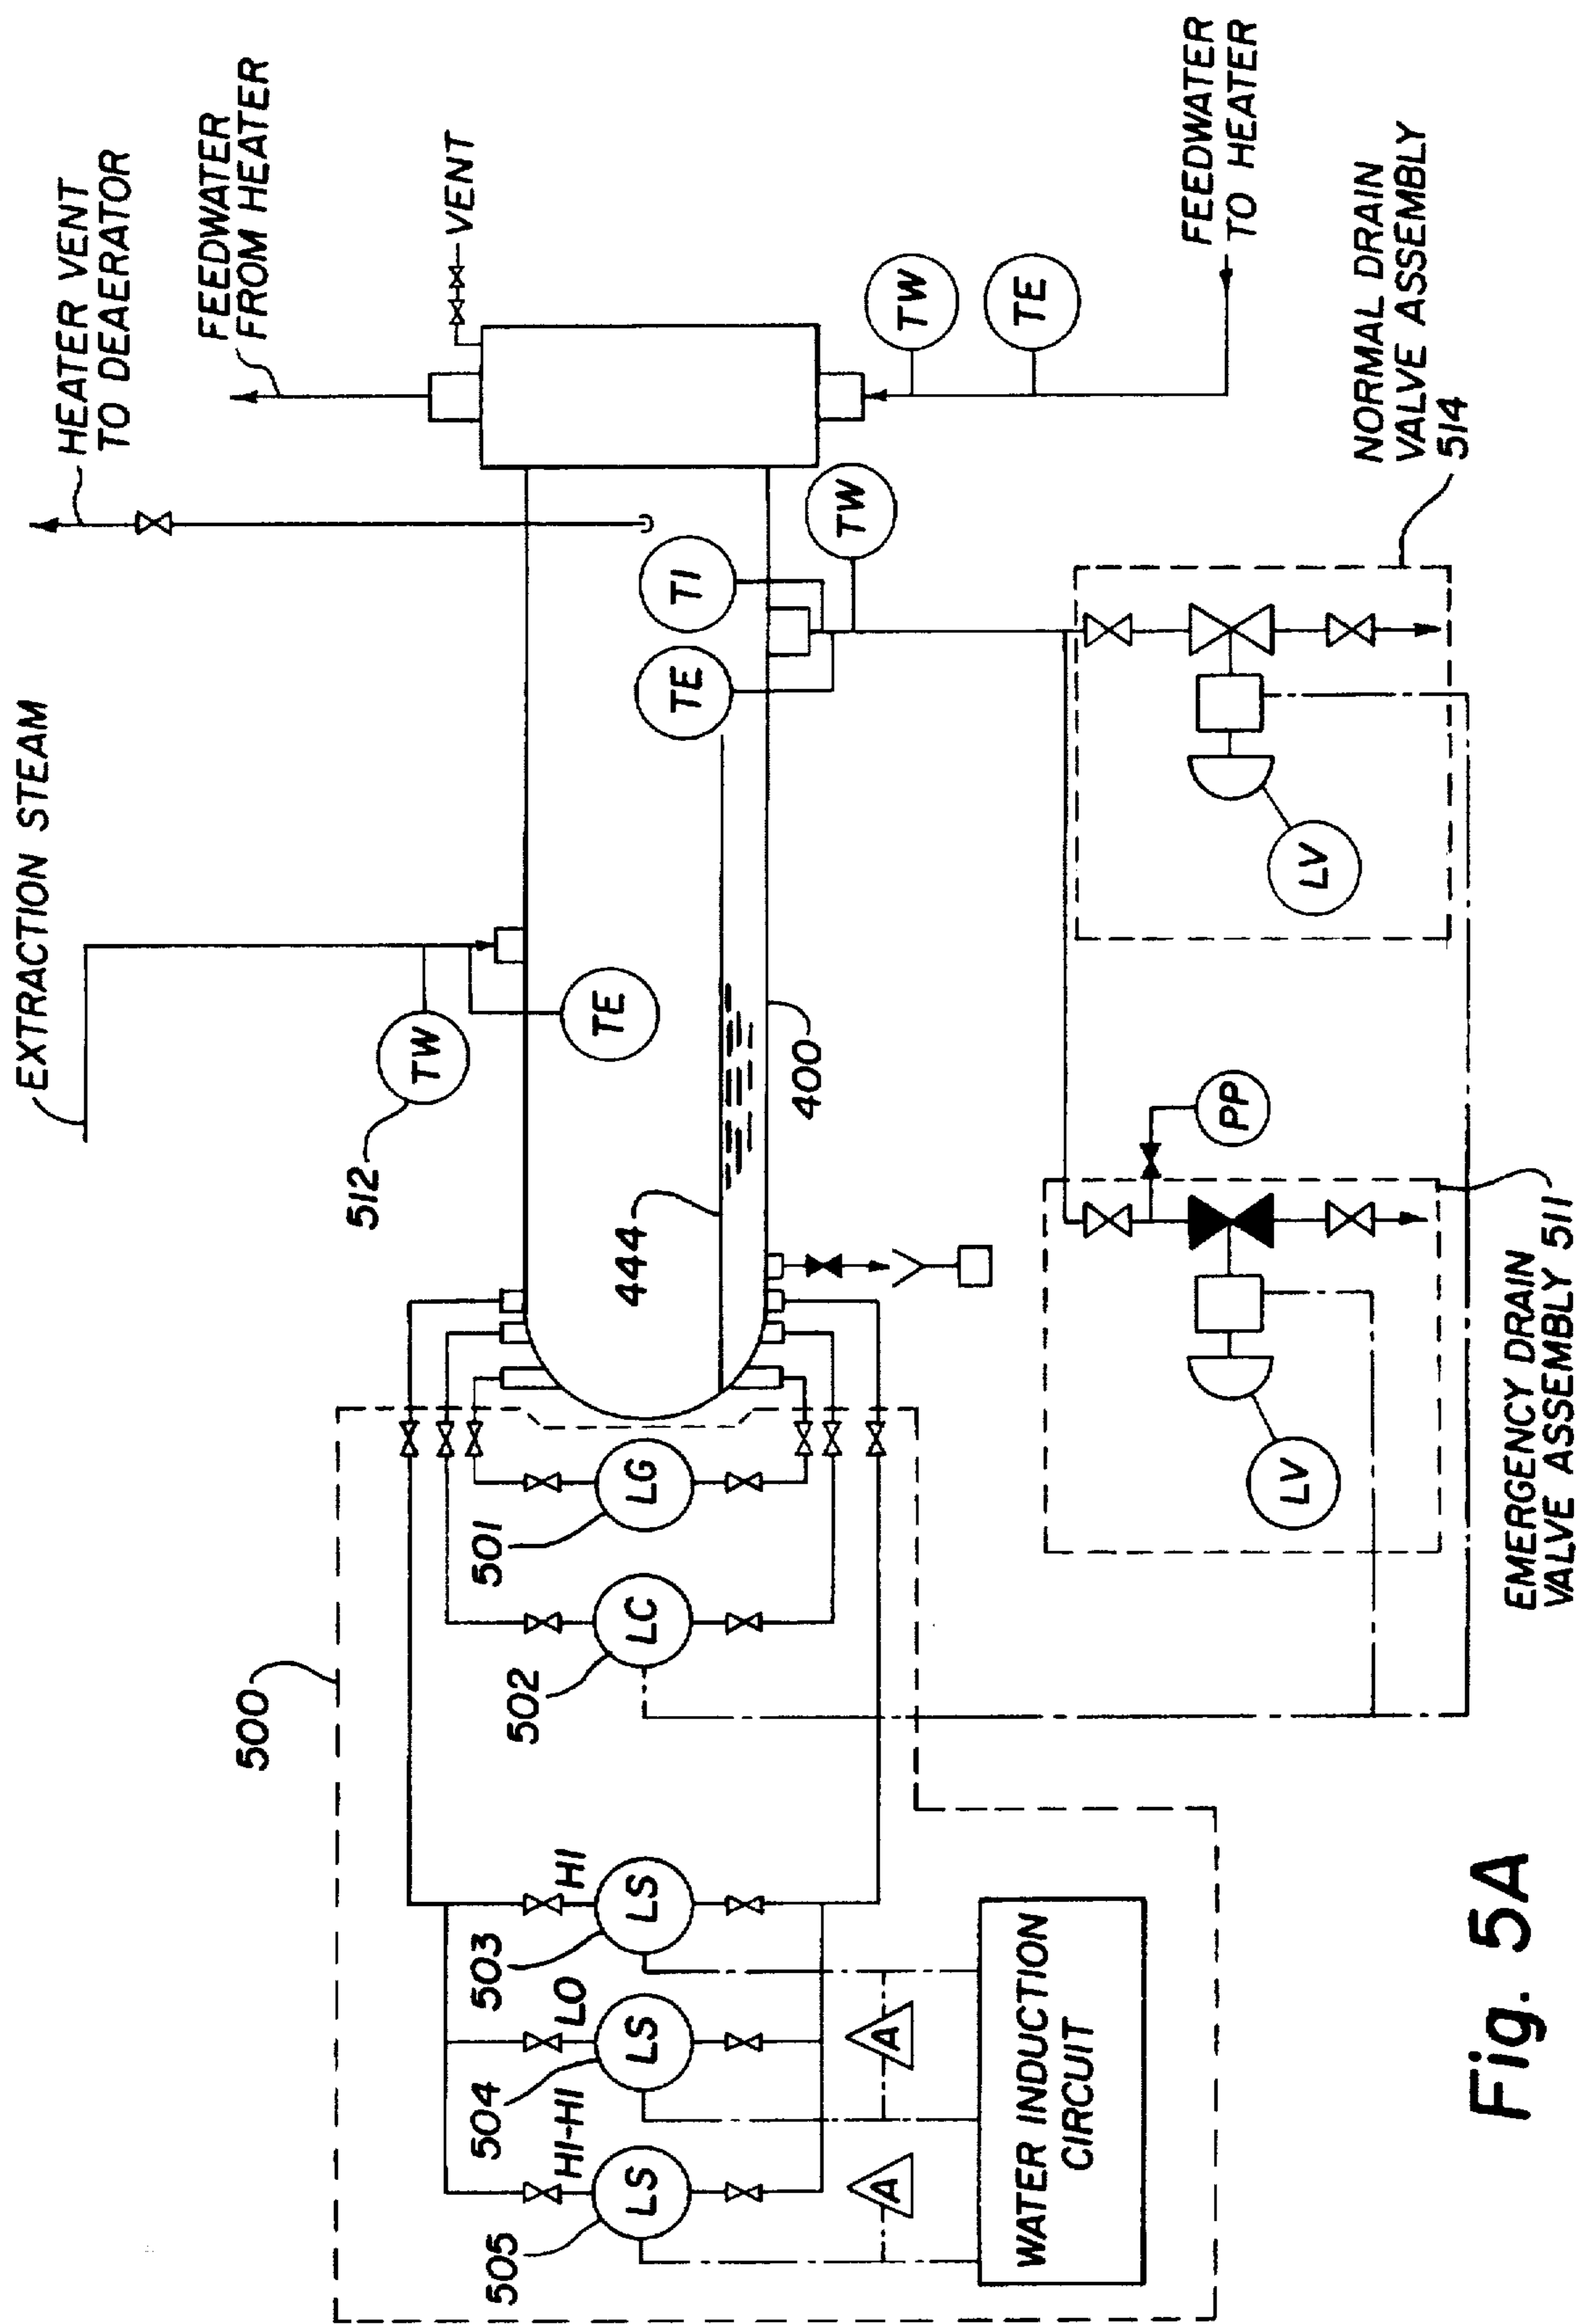 EXTRACTION STEAM
HEATER VENT
TO DEAERATOR
FEEDWATER
FROM HEATER
VENT
512
TW
TE
TE
TI
TW
TW
TE
FEEDWATER
TO HEATER
444
400
500
HI-HI
LO
HI
505
504
503
502
501
LS
LS
LS
LC
LG
A
A
WATER INDUCTION
CIRCUIT
PP
LV
LV
EMERGENCY DRAIN
VALVE ASSEMBLY 511
NORMAL DRAIN
VALVE ASSEMBLY
514
Fig. 5A